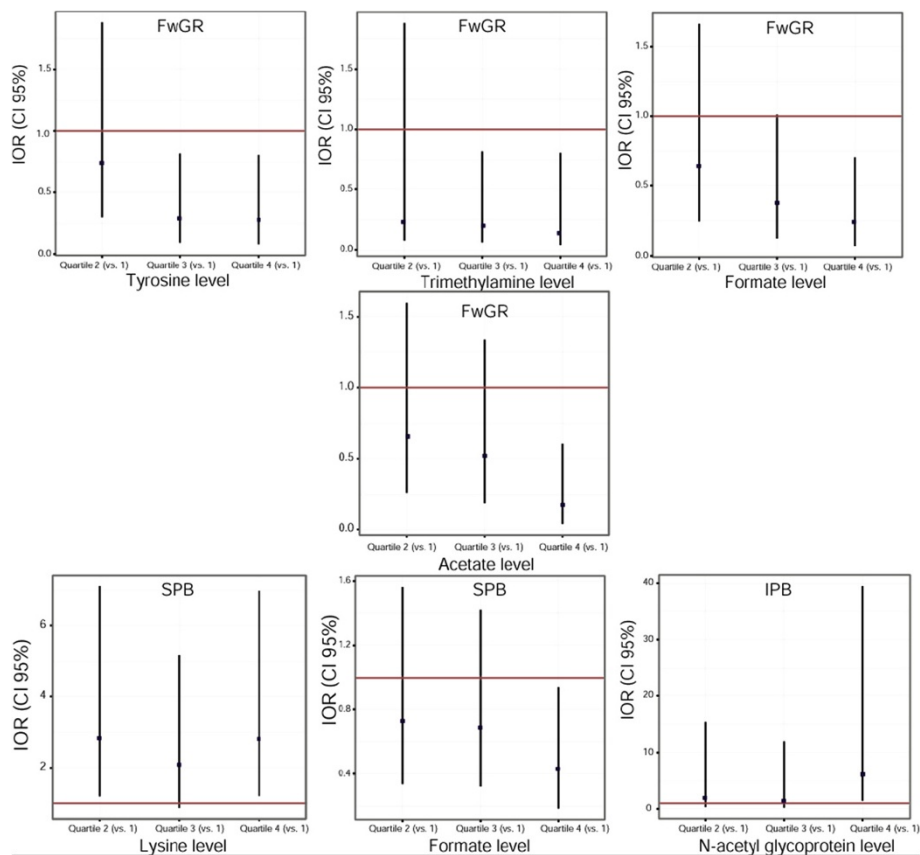 FwGR
IOR (CI 95%)
1.5
1.0
0.5
0.0
Quartile 2 (vs. 1) Quartile 3 (vs. 1) Quartile 4 (vs. 1)
Tyrosine level
FwGR
IOR (CI 95%)
1.5
1.0
0.5
0.0
Quartile 2 (vs. 1) Quartile 3 (vs. 1) Quartile 4 (vs. 1)
Trimethylamine level
FwGR
IOR (CI 95%)
1.5
1.0
0.5
0.0
Quartile 2 (vs. 1) Quartile 3 (vs. 1) Quartile 4 (vs. 1)
Formate level
FwGR
IOR (CI 95%)
1.5
1.0
0.5
0.0
Quartile 2 (vs. 1) Quartile 3 (vs. 1) Quartile 4 (vs. 1)
Acetate level
SPB
IOR (CI 95%)
6
4
2
Quartile 2 (vs. 1) Quartile 3 (vs. 1) Quartile 4 (vs. 1)
Lysine level
SPB
IOR (CI 95%)
1.6
1.2
0.8
0.4
Quartile 2 (vs. 1) Quartile 3 (vs. 1) Quartile 4 (vs. 1)
Formate level
IPB
IOR (CI 95%)
40
30
20
10
0
Quartile 2 (vs. 1) Quartile 3 (vs. 1) Quartile 4 (vs. 1)
N-acetyl glycoprotein level